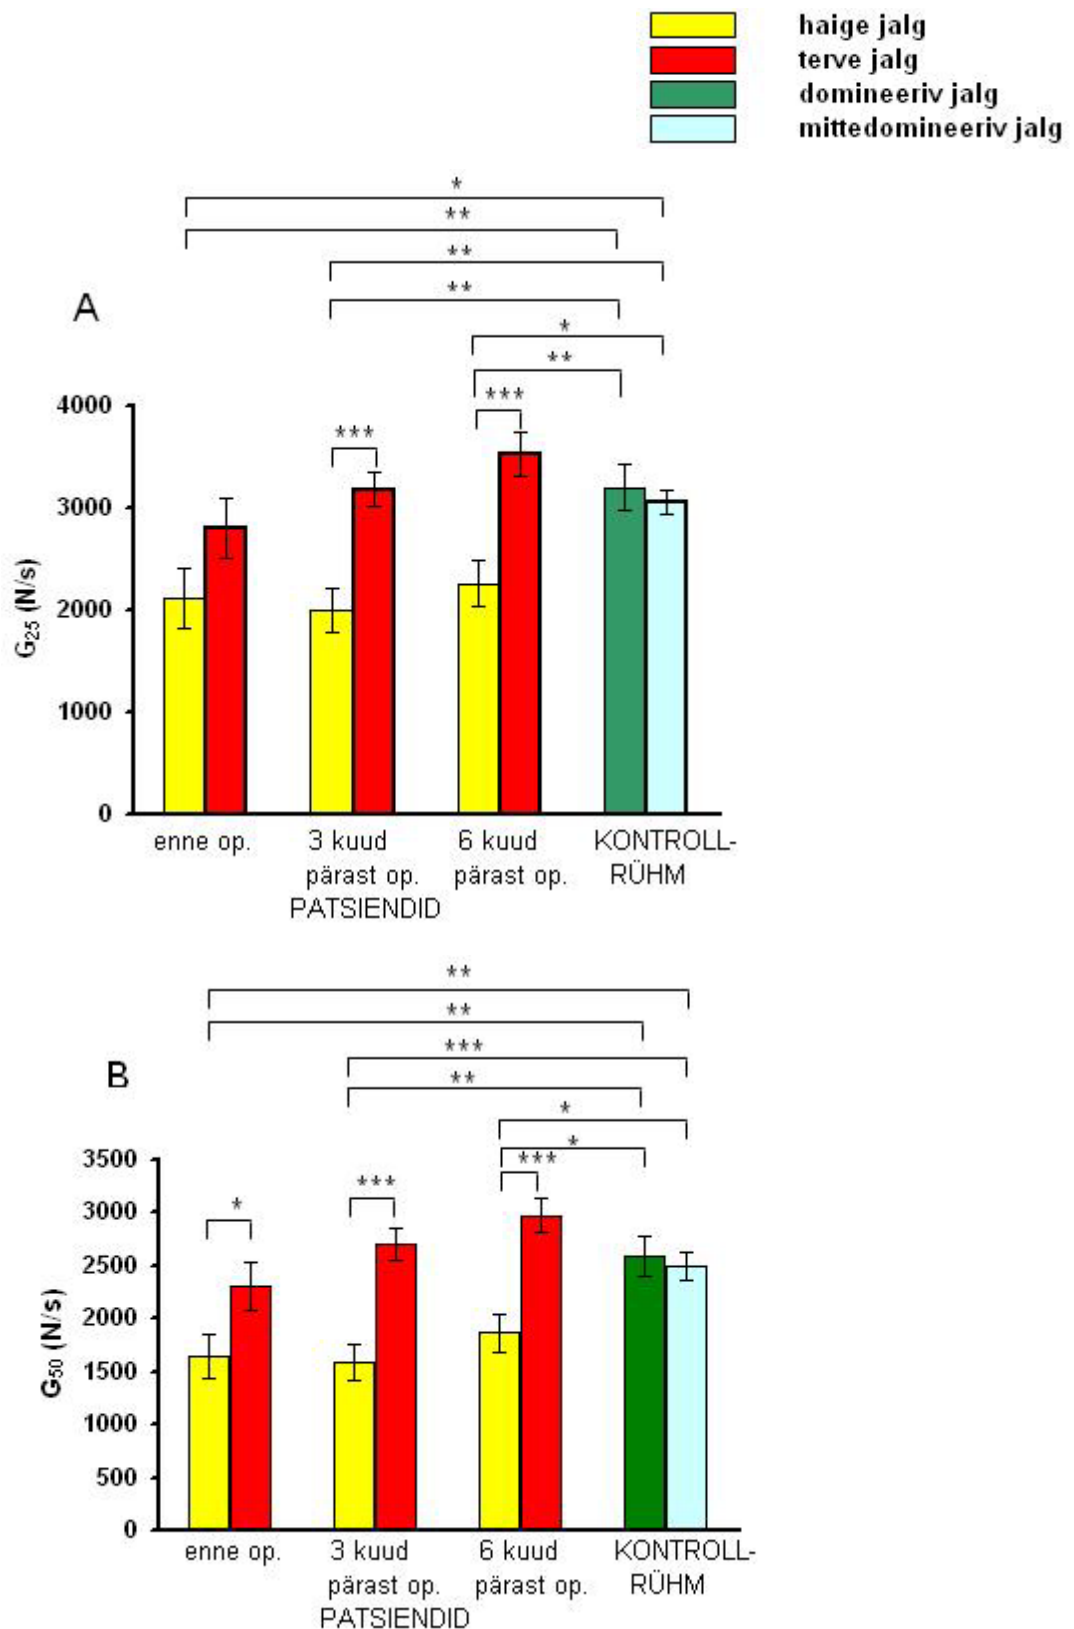 haige jalg
terve jalg
domineeriv jalg
mittedomineeriv jalg
*
**
**
**
A
*
**
***
***
4000
3000
2000
1000
0
G25 (N/s)
enne op.
3 kuud
pärast op.
PATSIENDID
6 kuud
pärast op.
KONTROLL-
RÜHM
**
**
***
**
B
*
*
***
***
*
3500
3000
2500
2000
1500
1000
500
0
G50 (N/s)
enne op.
3 kuud
pärast op.
PATSIENDID
6 kuud
pärast op.
KONTROLL-
RÜHM